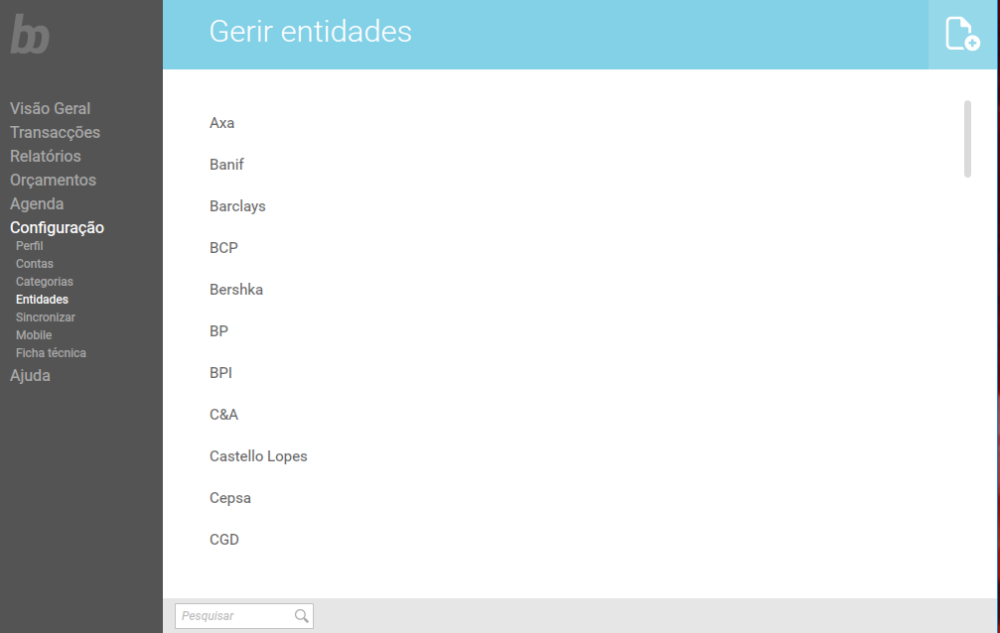 bp
Gerir entidades
Visão Geral
Transacções
Relatórios
Orçamentos
Agenda
Configuração
Perfil
Contas
Categorias
Entidades
Sincronizar
Mobile
Ficha técnica
Ajuda
Axa
Banif
Barclays
BCP
Bershka
BP
BPI
C&A
Castello Lopes
Cepsa
CGD
Pesquisar